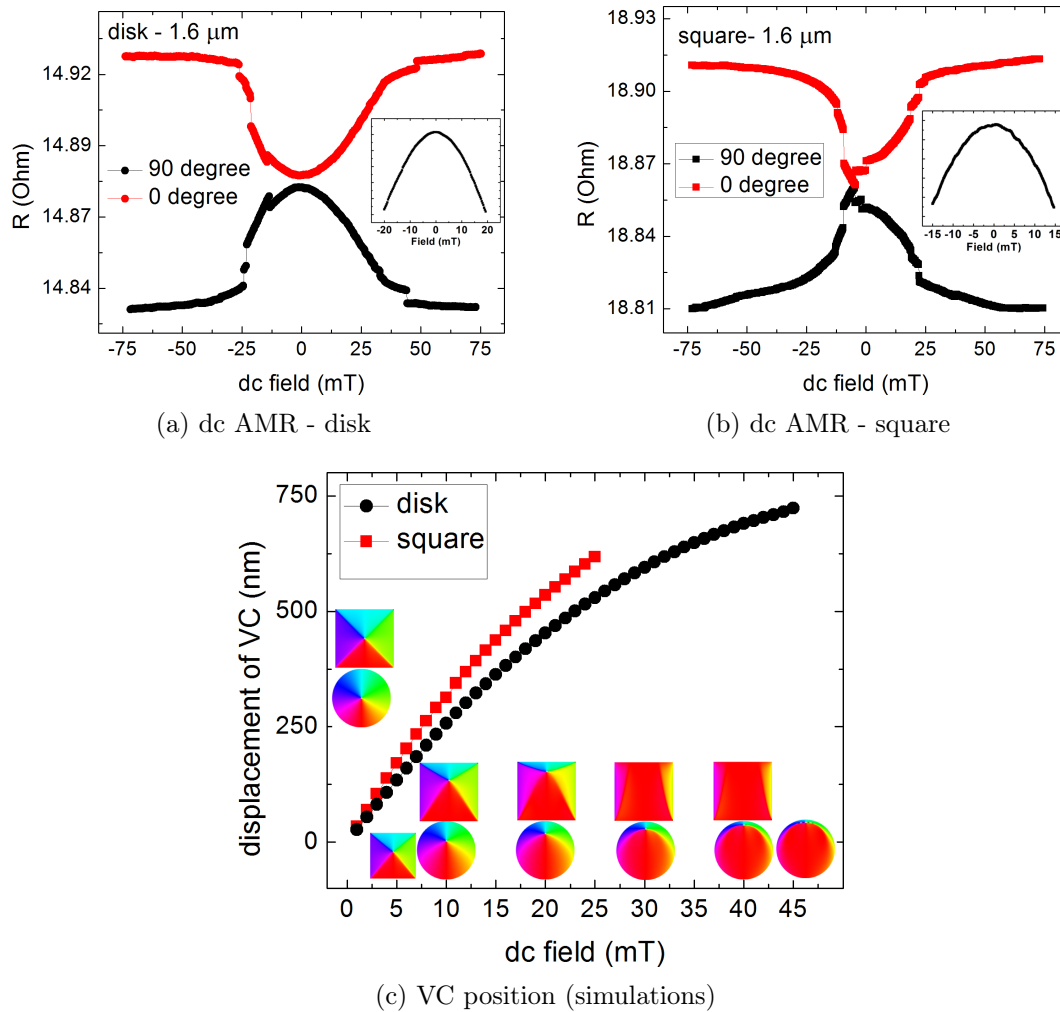 disk - 1.6 μm
R (Ohm)
14.92
14.89
14.87
14.84
90 degree
0 degree
-20 -10 0 10 20
Field (mT)
-75 -50 -25 0 25 50 75
dc field (mT)
(a) dc AMR - disk
square- 1.6 μm
R (Ohm)
18.93
18.90
18.87
18.84
18.81
90 degree
0 degree
-15 -10 -5 0 5 10 15
Field (mT)
-75 -50 -25 0 25 50 75
dc field (mT)
(b) dc AMR - square
displacement of VC (nm)
750
500
250
0
disk
square
0 5 10 15 20 25 30 35 40 45
dc field (mT)
(c) VC position (simulations)